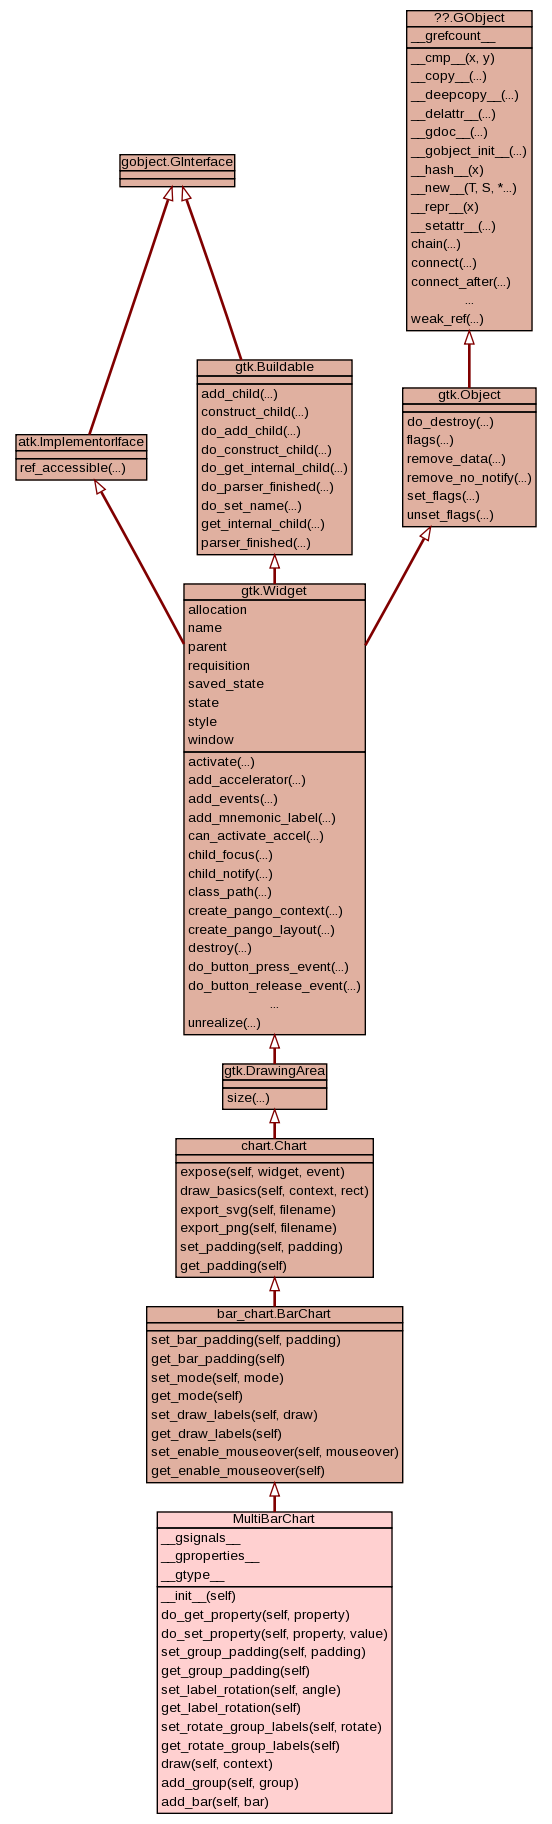 ??.GObject
__grefcount__
__cmp__(x, y)
__copy__(...)
__deepcopy__(...)
__delattr__(...)
__gdoc__(...)
__gobject_init__(...)
__hash__(x)
__new__(T, S, *...)
__repr__(x)
__setattr__(...)
chain(...)
connect(...)
connect_after(...)
...
weak_ref(...)
gobject.GInterface
gtk.Buildable
add_child(...)
construct_child(...)
do_add_child(...)
do_construct_child(...)
do_get_internal_child(...)
do_parser_finished(...)
do_set_name(...)
get_internal_child(...)
parser_finished(...)
gtk.Object
do_destroy(...)
flags(...)
remove_data(...)
remove_no_notify(...)
set_flags(...)
unset_flags(...)
atk.ImplementorIface
ref_accessible(...)
gtk.Widget
allocation
name
parent
requisition
saved_state
state
style
window
activate(...)
add_accelerator(...)
add_events(...)
add_mnemonic_label(...)
can_activate_accel(...)
child_focus(...)
child_notify(...)
class_path(...)
create_pango_context(...)
create_pango_layout(...)
destroy(...)
do_button_press_event(...)
do_button_release_event(...)
...
unrealize(...)
gtk.DrawingArea
size(...)
chart.Chart
expose(self, widget, event)
draw_basics(self, context, rect)
export_svg(self, filename)
export_png(self, filename)
set_padding(self, padding)
get_padding(self)
bar_chart.BarChart
set_bar_padding(self, padding)
get_bar_padding(self)
set_mode(self, mode)
get_mode(self)
set_draw_labels(self, draw)
get_draw_labels(self)
set_enable_mouseover(self, mouseover)
get_enable_mouseover(self)
MultiBarChart
__gsignals__
__gproperties__
__gtype__
__init__(self)
do_get_property(self, property)
do_set_property(self, property, value)
set_group_padding(self, padding)
get_group_padding(self)
set_label_rotation(self, angle)
get_label_rotation(self)
set_rotate_group_labels(self, rotate)
get_rotate_group_labels(self)
draw(self, context)
add_group(self, group)
add_bar(self, bar)